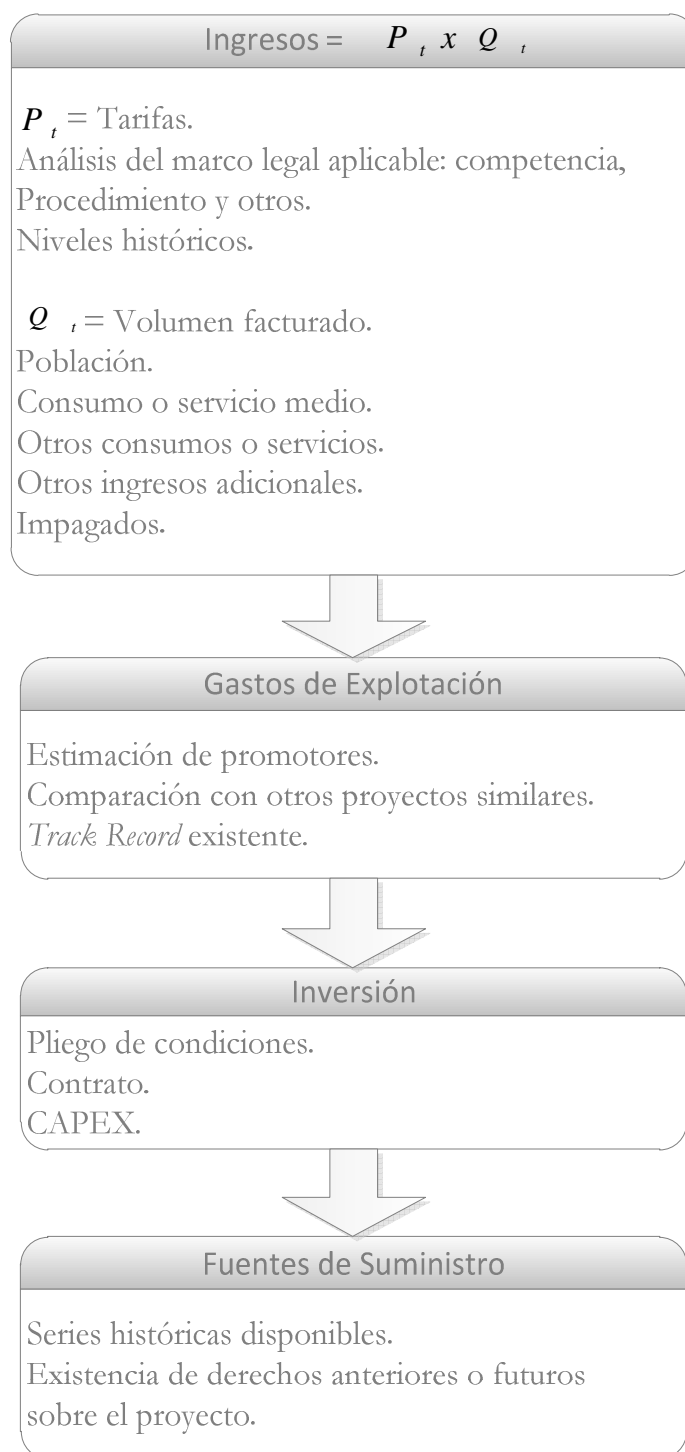 Ingresos = P t x Q t
P t = Tarifas.
Análisis del marco legal aplicable: competencia,
Procedimiento y otros.
Niveles históricos.
Q t = Volumen facturado.
Población.
Consumo o servicio medio.
Otros consumos o servicios.
Otros ingresos adicionales.
Impagados.
Gastos de Explotación
Estimación de promotores.
Comparación con otros proyectos similares.
Track Record existente.
Inversión
Pliego de condiciones.
Contrato.
CAPEX.
Fuentes de Suministro
Series históricas disponibles.
Existencia de derechos anteriores o futuros
sobre el proyecto.